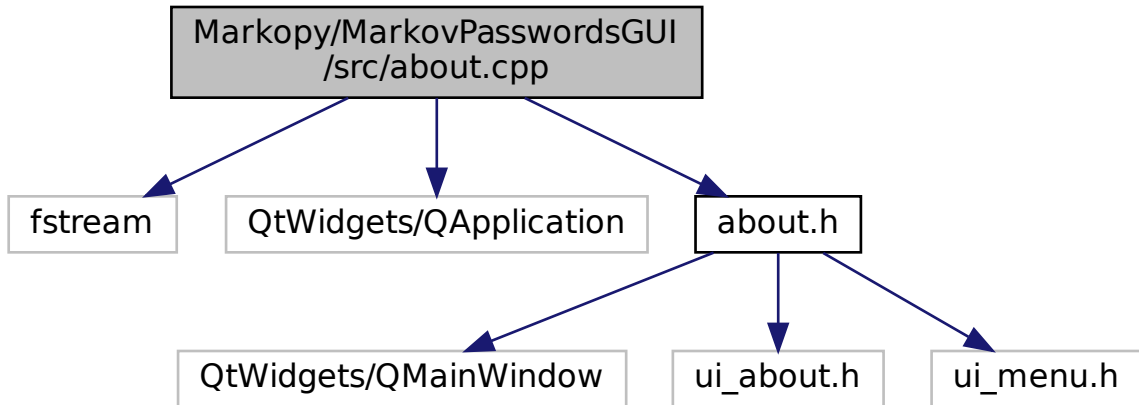 Markopy/MarkovPasswordsGUI
/src/about.cpp
fstream
QtWidgets/QApplication
about.h
QtWidgets/QMainWindow
ui_about.h
ui_menu.h